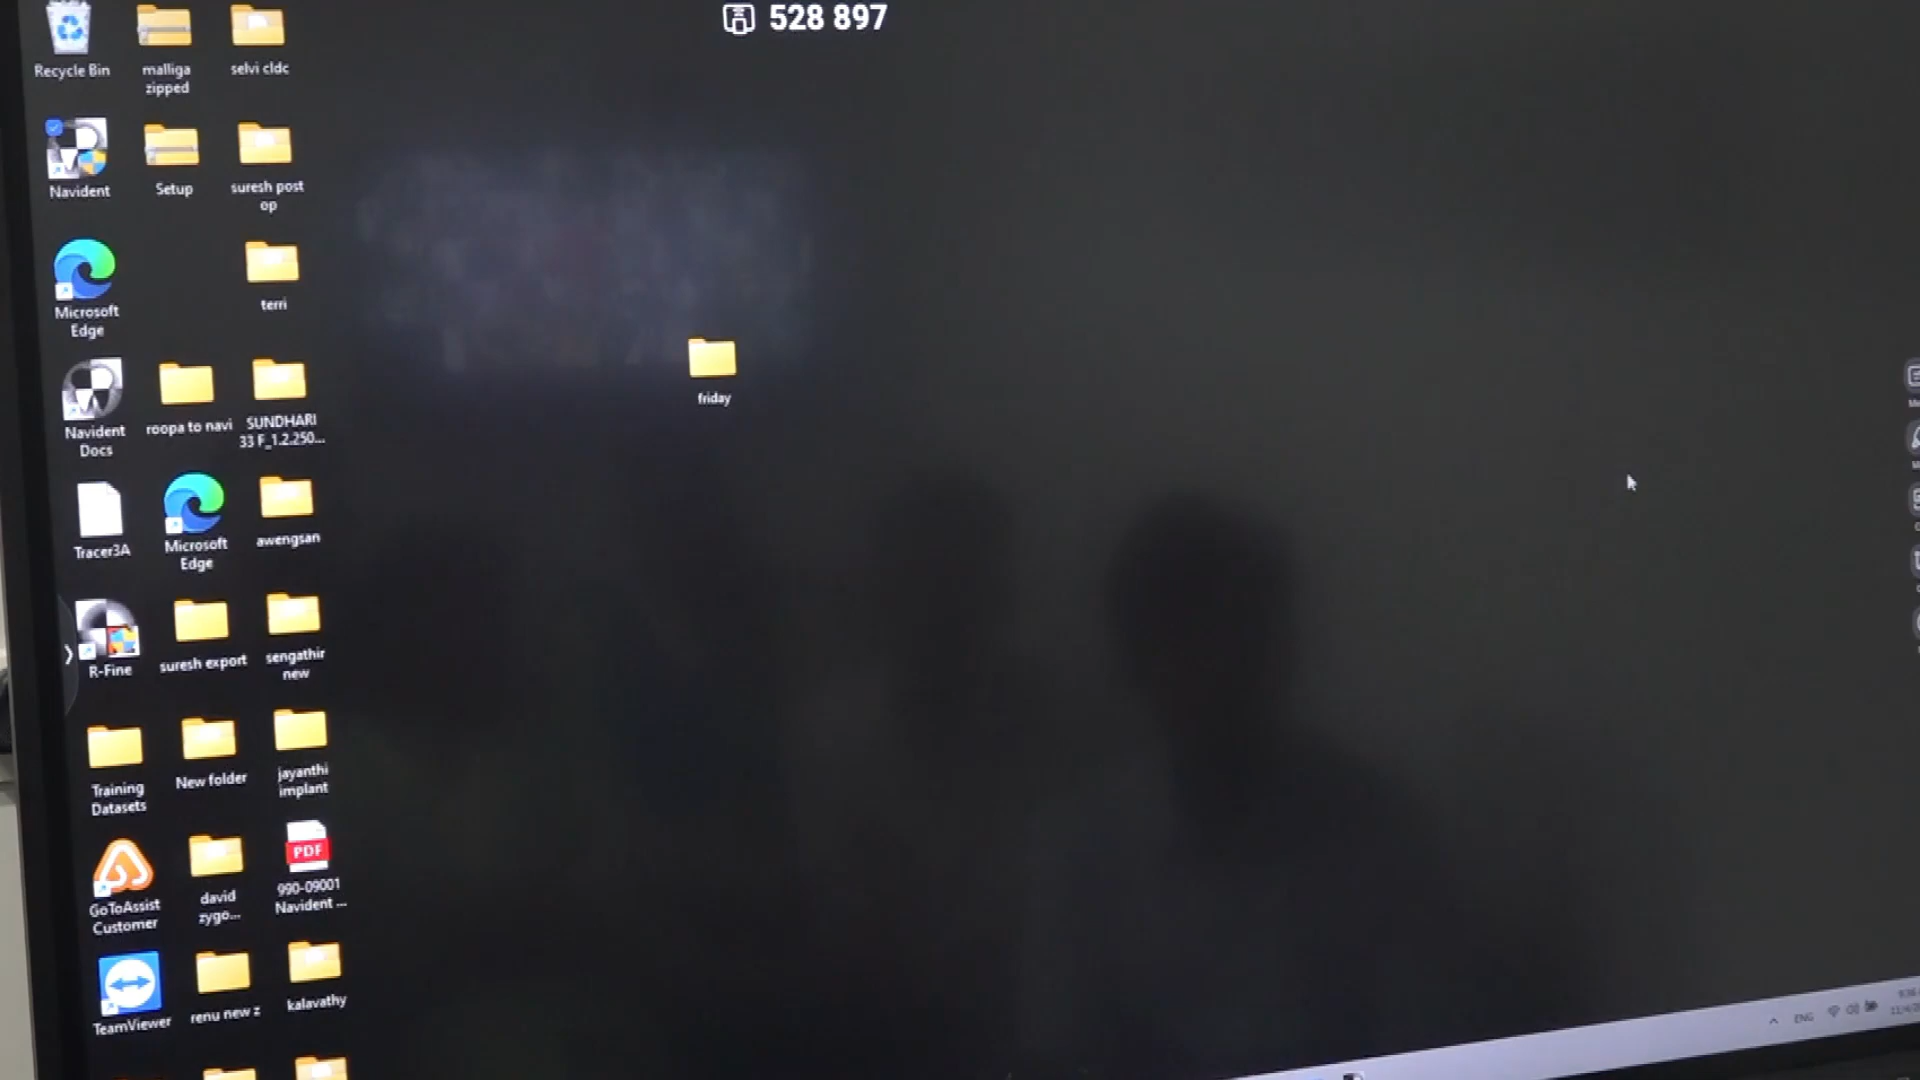 528 897
Recycle Bin
malliga
zipped
selvi cldc
Navident
Setup
suresh post
op
Microsoft
Edge
terri
friday
Navident
Docs
roopa to navi
SUNDHARI
33 F_1.2.250...
Tracer3A
Microsoft
Edge
awengsan
R-Fine
suresh export
sengathir
new
Training
Datasets
New folder
jayanthi
implant
GoToAssist
Customer
david
zygo...
PDF
990-09001
Navident ...
TeamViewer
renu new z
kalavathy
ENG